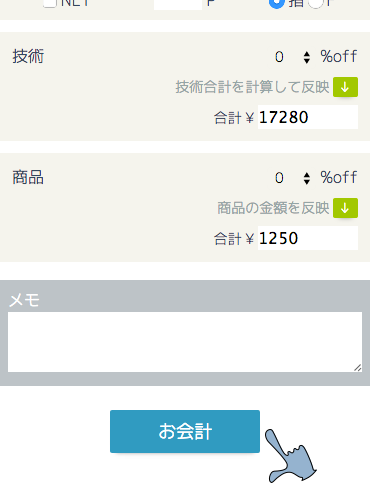 技術 0 %off
技術合計を計算して反映 ↓
合計 ¥ 17280
商品 0 %off
商品の金額を反映 ↓
合計 ¥ 1250
メモ
お会計